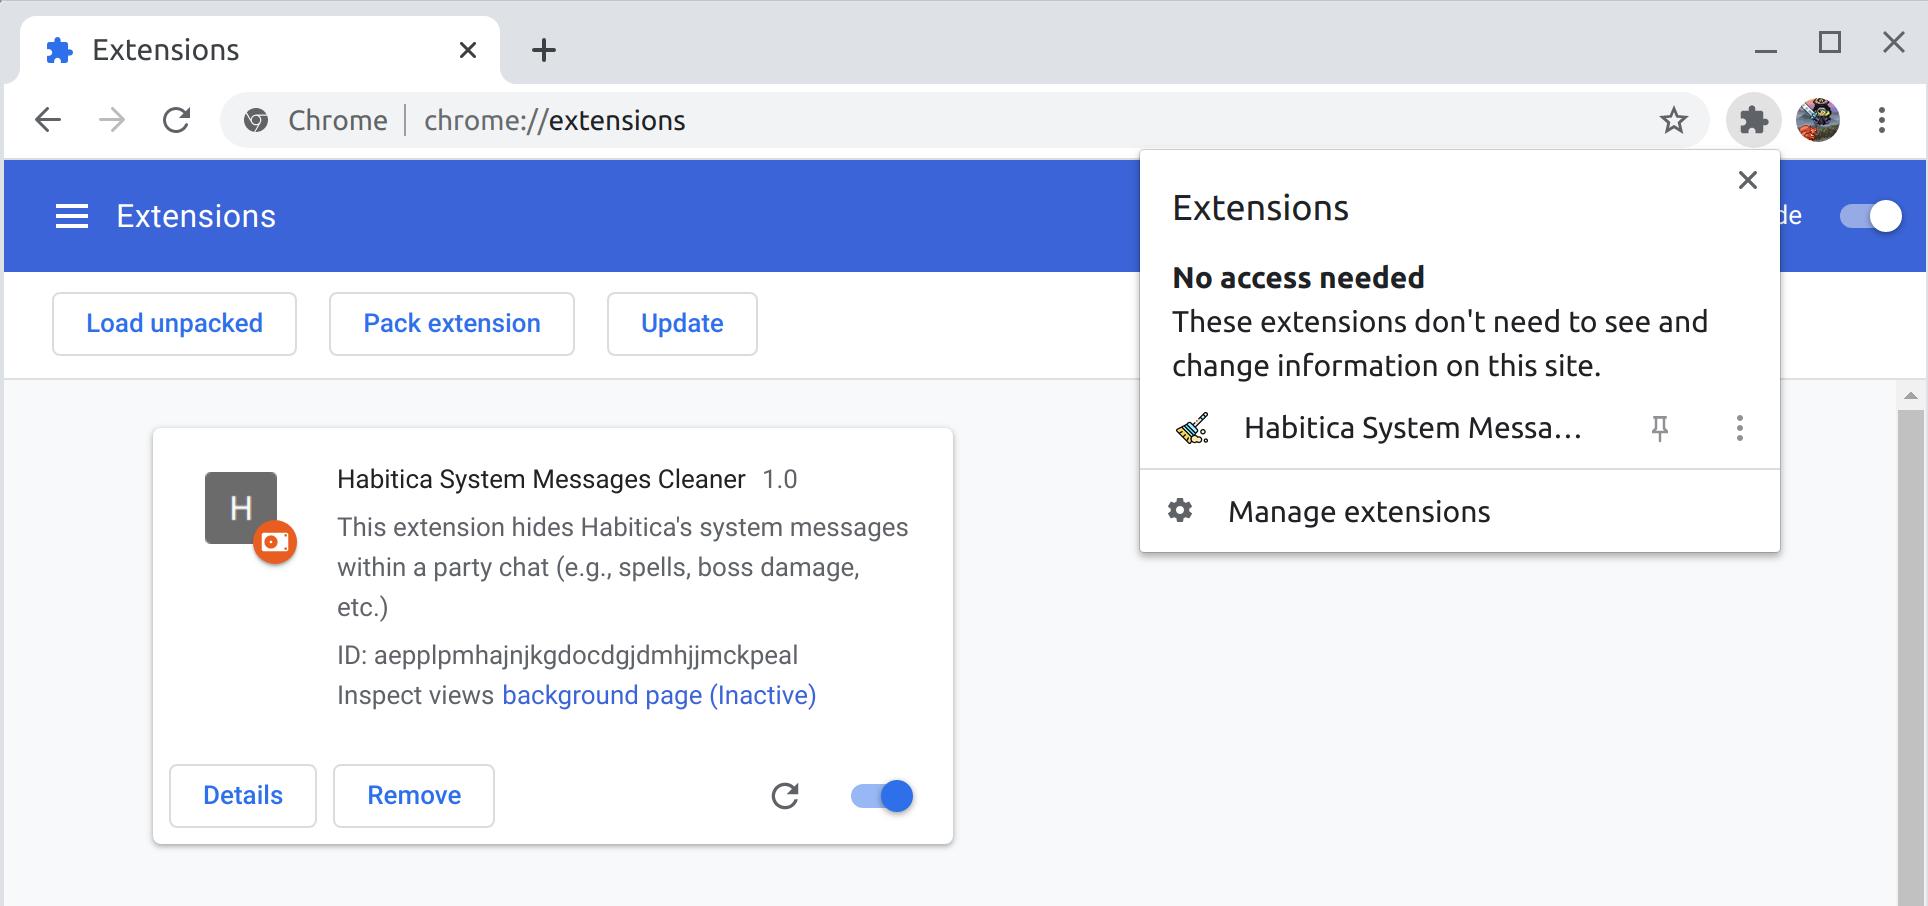 Extensions
Chrome | chrome://extensions
Extensions
de
Load unpacked
Pack extension
Update
Extensions
No access needed
These extensions don't need to see and
change information on this site.
Habitica System Messa...
Manage extensions
H
Habitica System Messages Cleaner 1.0
This extension hides Habitica's system messages
within a party chat (e.g., spells, boss damage,
etc.)
ID: aepplpmhajnjkgdocdgjdmhjjmckpeal
Inspect views background page (Inactive)
Details
Remove